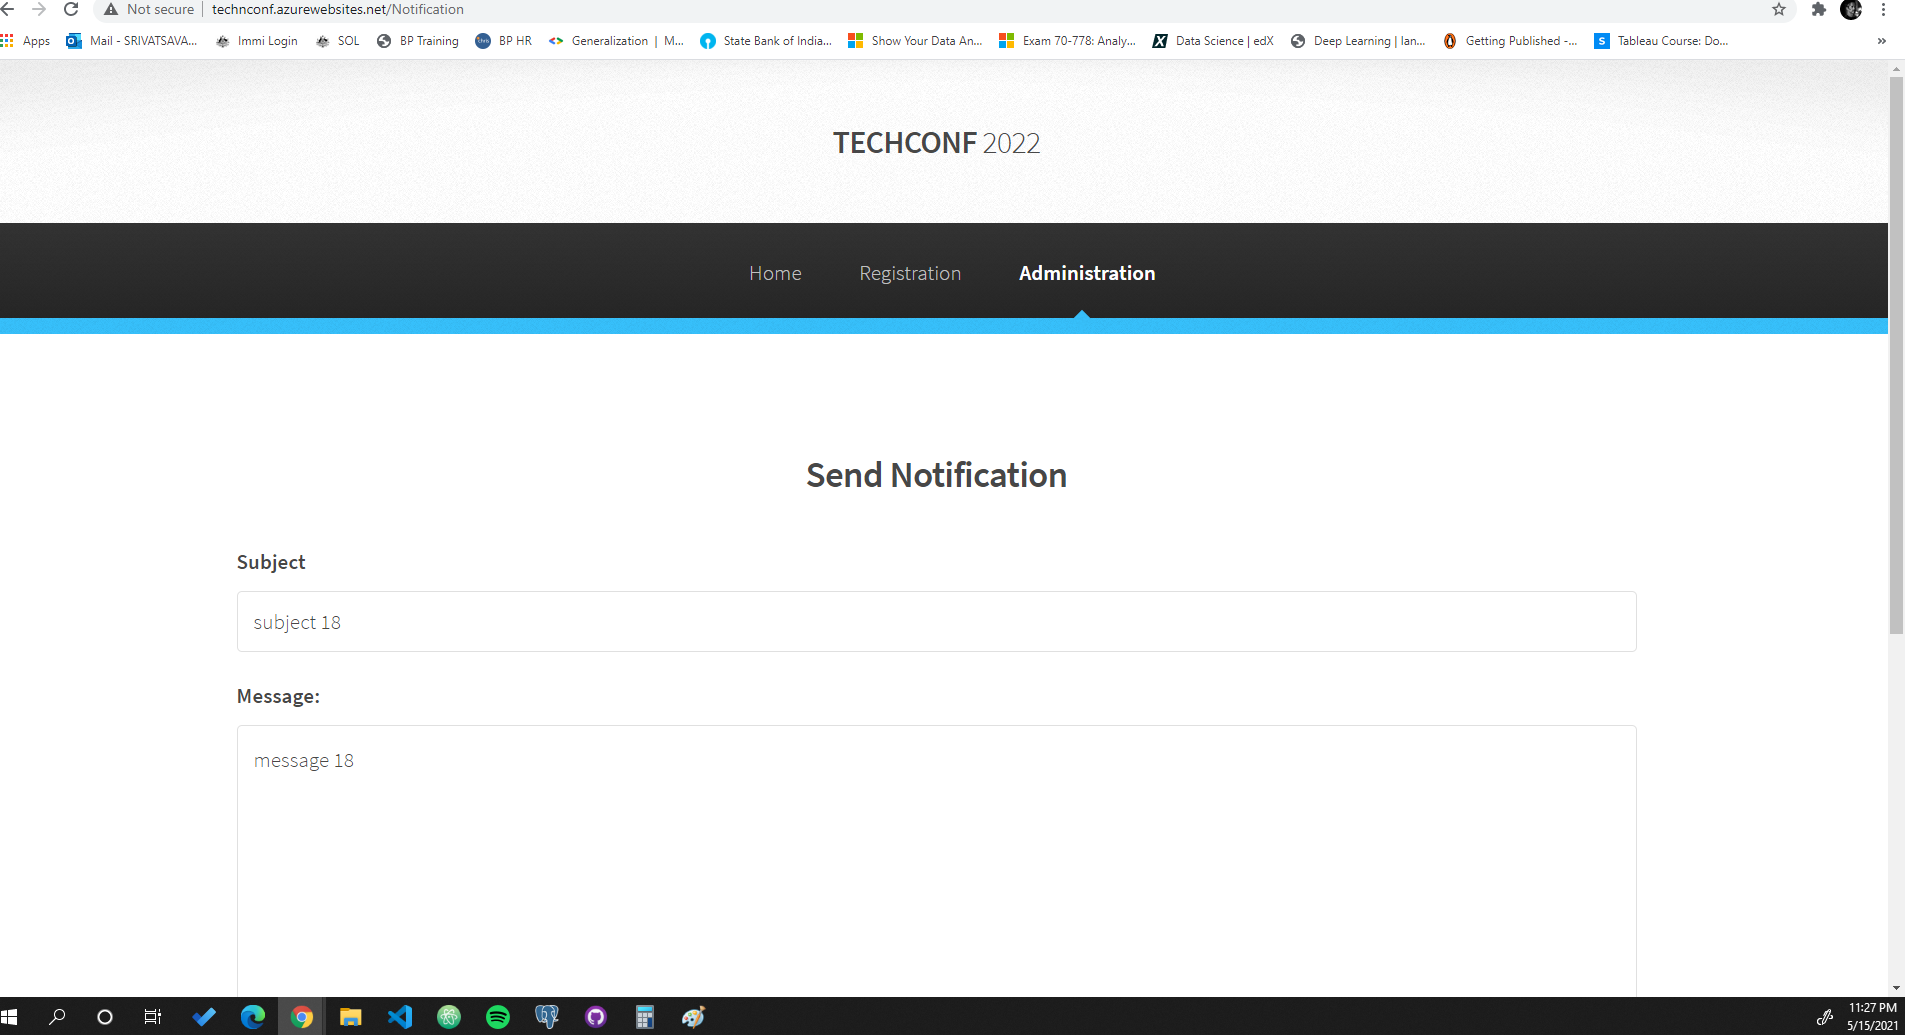 Not secure technconf.azurewebsites.net/Notification
Apps Mail - SRIVATSAVA... Immi Login SOL BP Training BP HR Generalization | M... State Bank of India... Show Your Data An... Exam 70-778: Analy... Data Science | edX Deep Learning | Ian... Getting Published -... S Tableau Course: Do... »
TECHCONF 2022
Home Registration Administration
Send Notification
Subject
subject 18
Message:
message 18
11:27 PM
5/15/2021